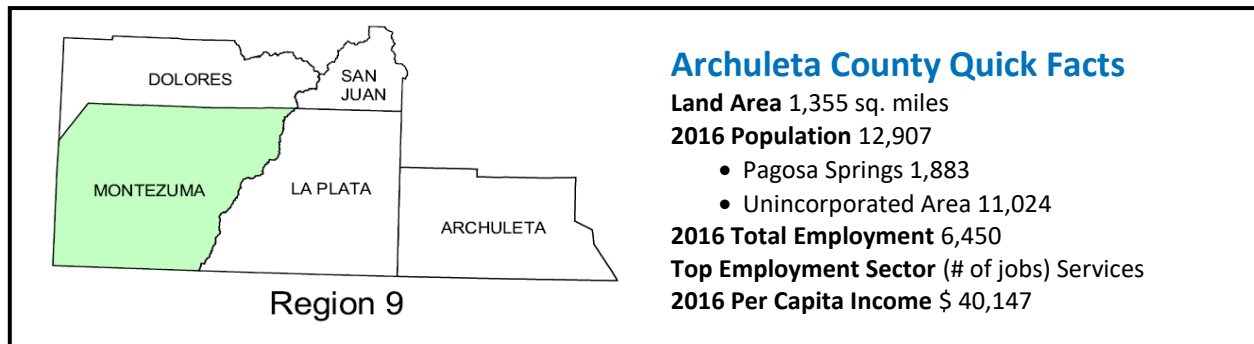 DOLORES
SAN
JUAN
MONTEZUMA
LA PLATA
ARCHULETA
Region 9
Archuleta County Quick Facts
Land Area 1,355 sq. miles
2016 Population 12,907
• Pagosa Springs 1,883
• Unincorporated Area 11,024
2016 Total Employment 6,450
Top Employment Sector (# of jobs) Services
2016 Per Capita Income $ 40,147